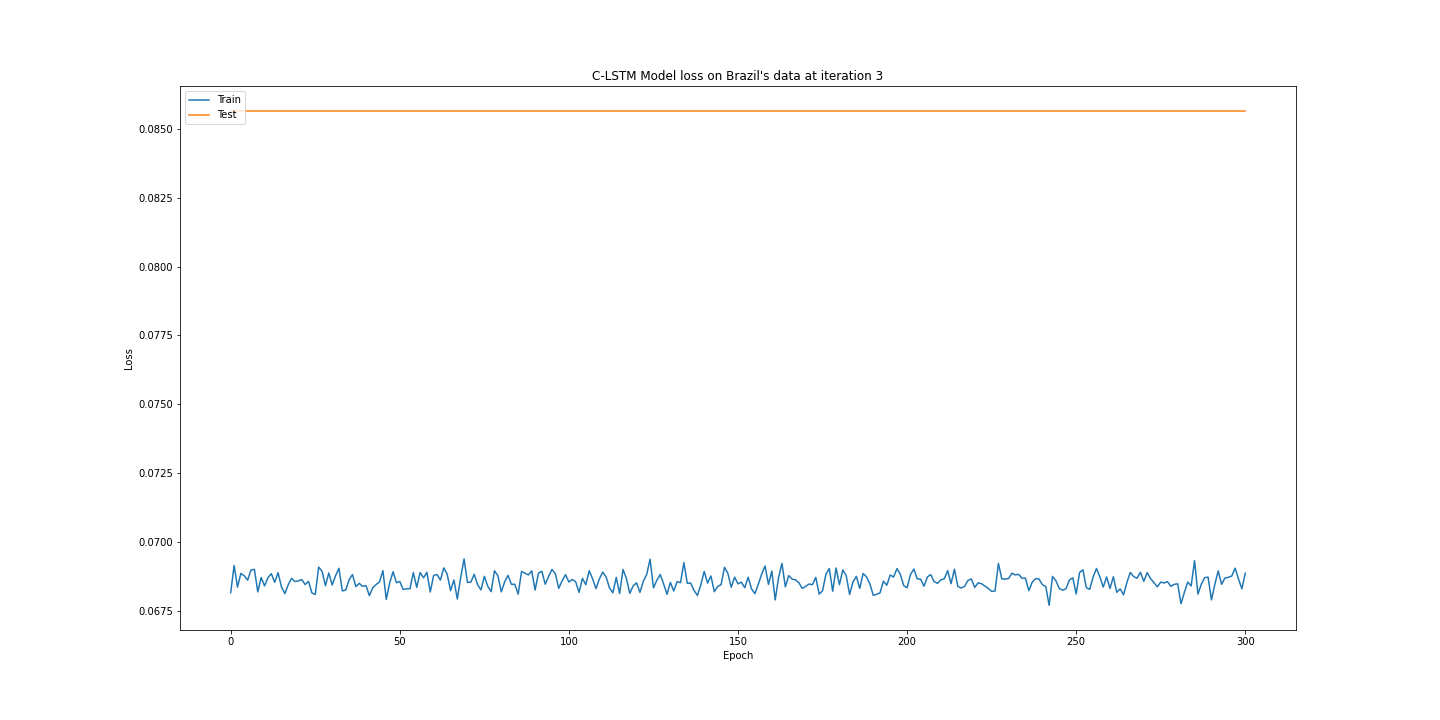 C-LSTM Model loss on Brazil's data at iteration 3
Train
Test
0.0850
0.0825
0.0800
0.0775
0.0750
0.0725
0.0700
0.0675
Loss
0 50 100 150 200 250 300
Epoch